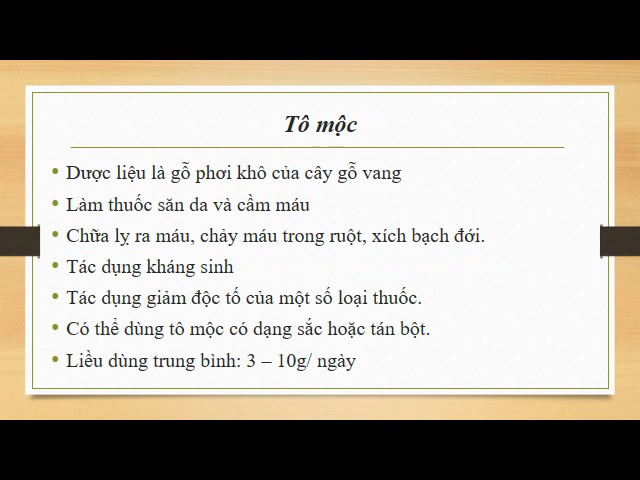 Tô mộc
• Dược liệu là gỗ phơi khô của cây gỗ vang
• Làm thuốc săn da và cầm máu
• Chữa lỵ ra máu, chảy máu trong ruột, xích bạch đới.
• Tác dụng kháng sinh
• Tác dụng giảm độc tố của một số loại thuốc.
• Có thể dùng tô mộc có dạng sắc hoặc tán bột.
• Liều dùng trung bình: 3 – 10g/ ngày